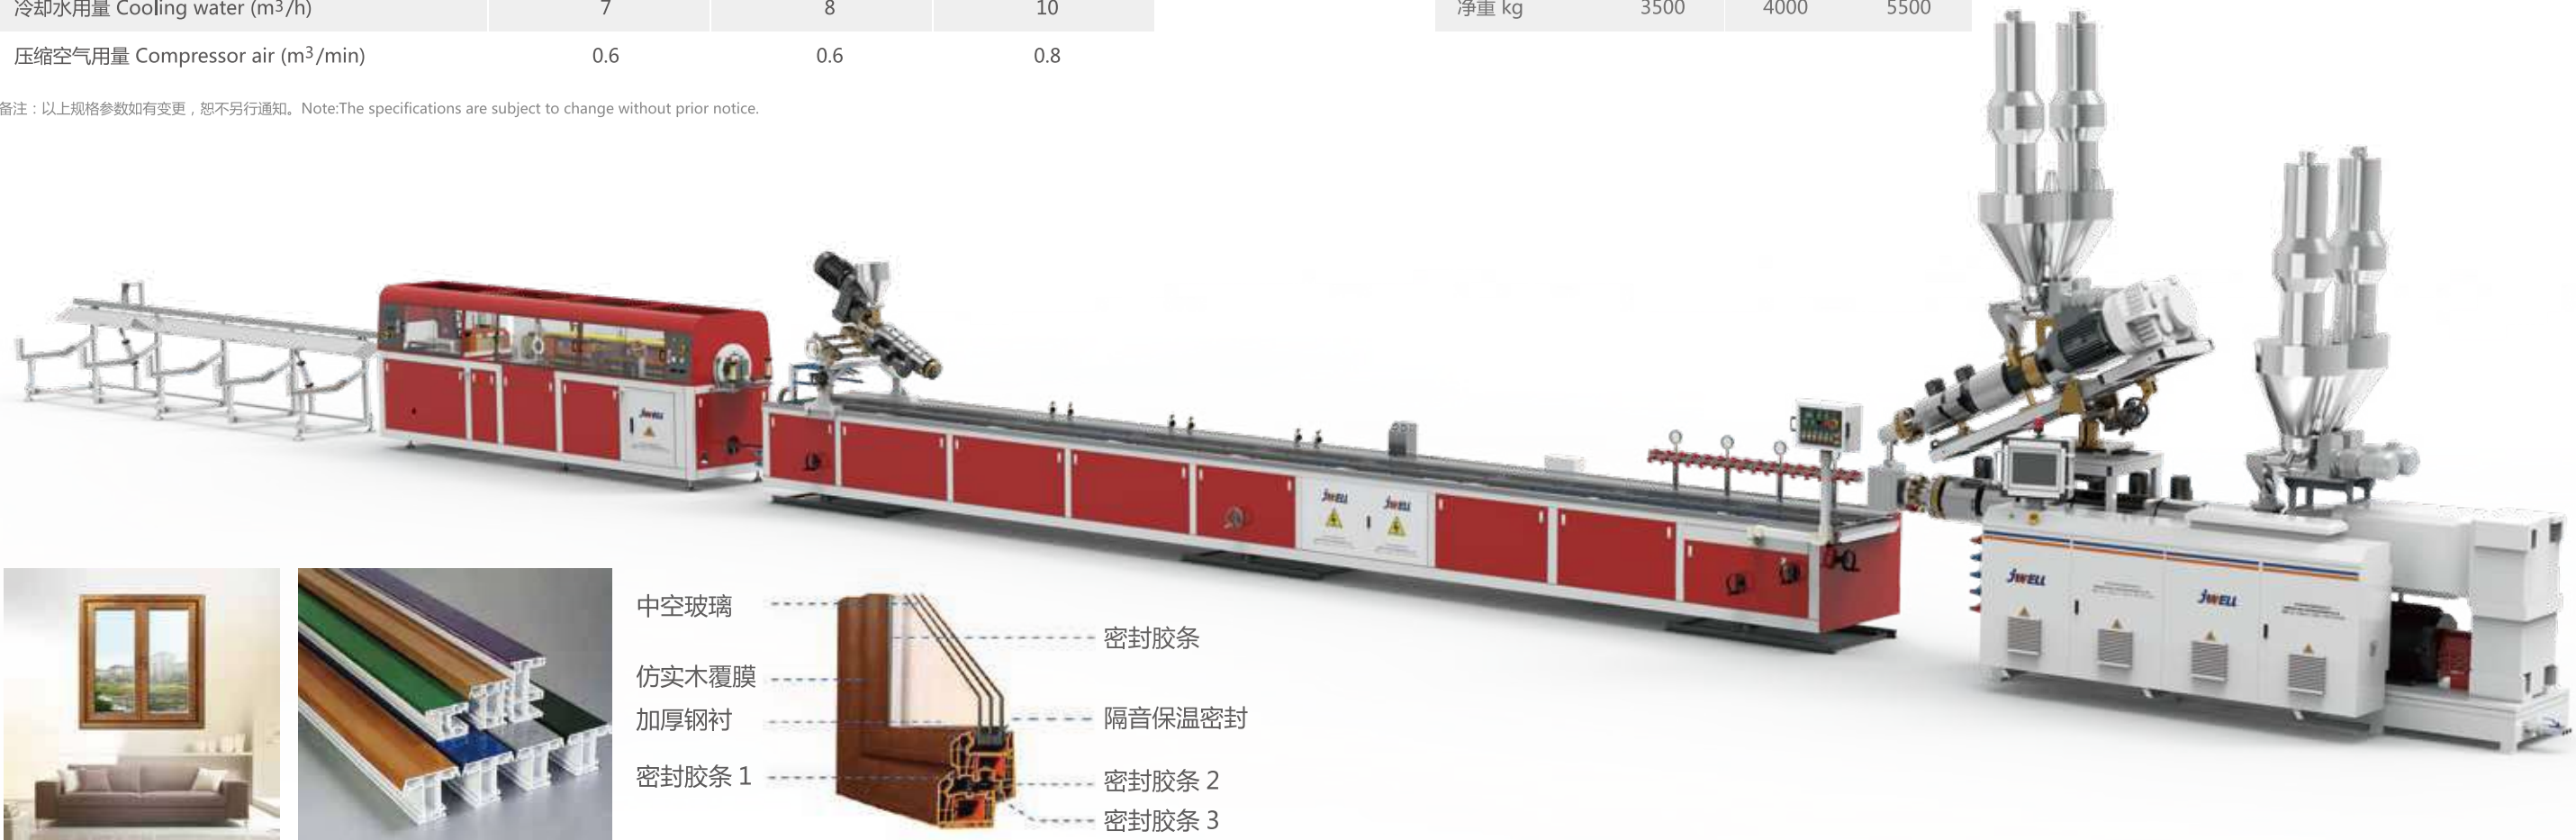 冷却水用量 Cooling water (m³/h) 7 8 10
净重 kg 3500 4000 5500
压缩空气用量 Compressor air (m³/min) 0.6 0.6 0.8
备注：以上规格参数如有变更，恕不另行通知。Note:The specifications are subject to change without prior notice.
JWELL
JWELL JWELL
JWELL
JWELL
中空玻璃
密封胶条
仿实木覆膜
加厚钢衬
隔音保温密封
密封胶条 1
密封胶条 2
密封胶条 3